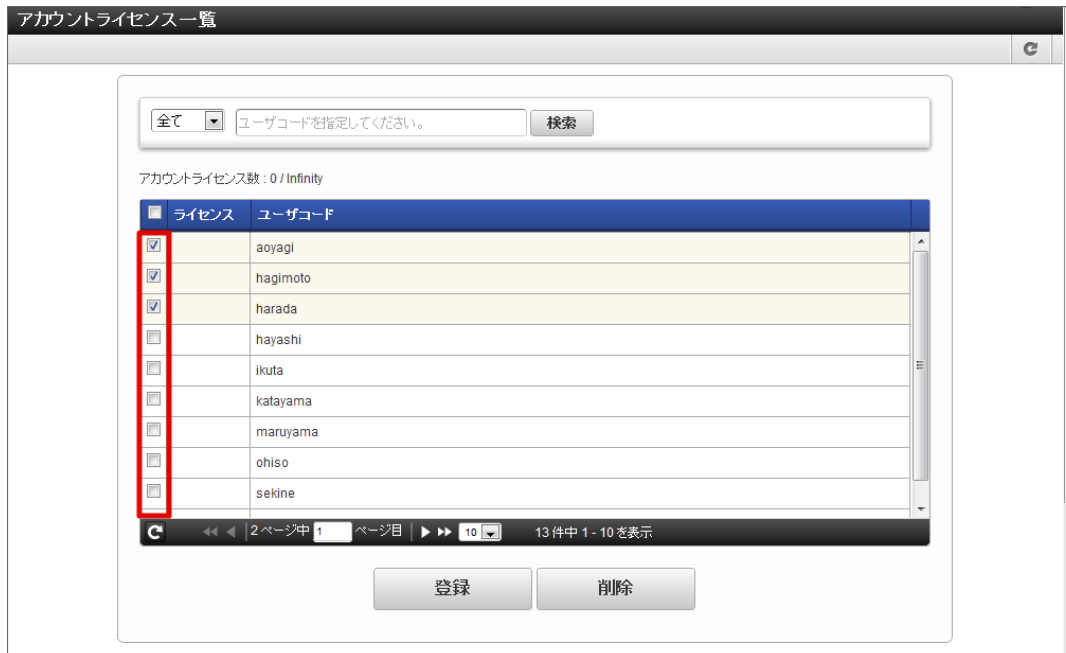 アカウントライセンス一覧
全て ユーザコードを指定してください。 検索
アカウントライセンス数 : 0 / Infinity
ライセンス ユーザコード
aoyagi
hagimoto
harada
hayashi
ikuta
katayama
maruyama
ohiso
sekine
2 ページ中 1 ページ目 10 13 件中 1 - 10 を表示
登録 削除